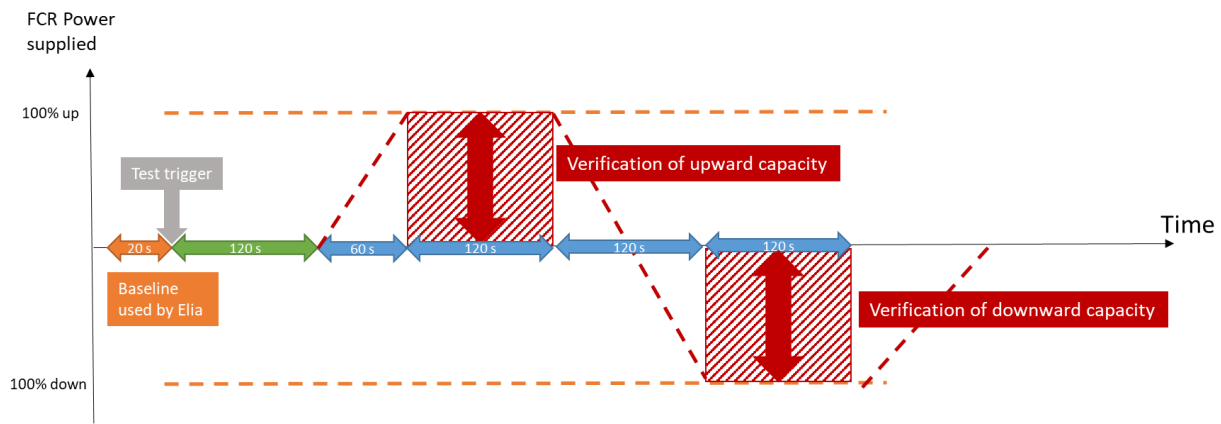 FCR Power
supplied
100% up
Test trigger
Verification of upward capacity
Time
20 s
120 s
60 s
120 s
120 s
120 s
Baseline
used by Elia
Verification of downward capacity
100% down